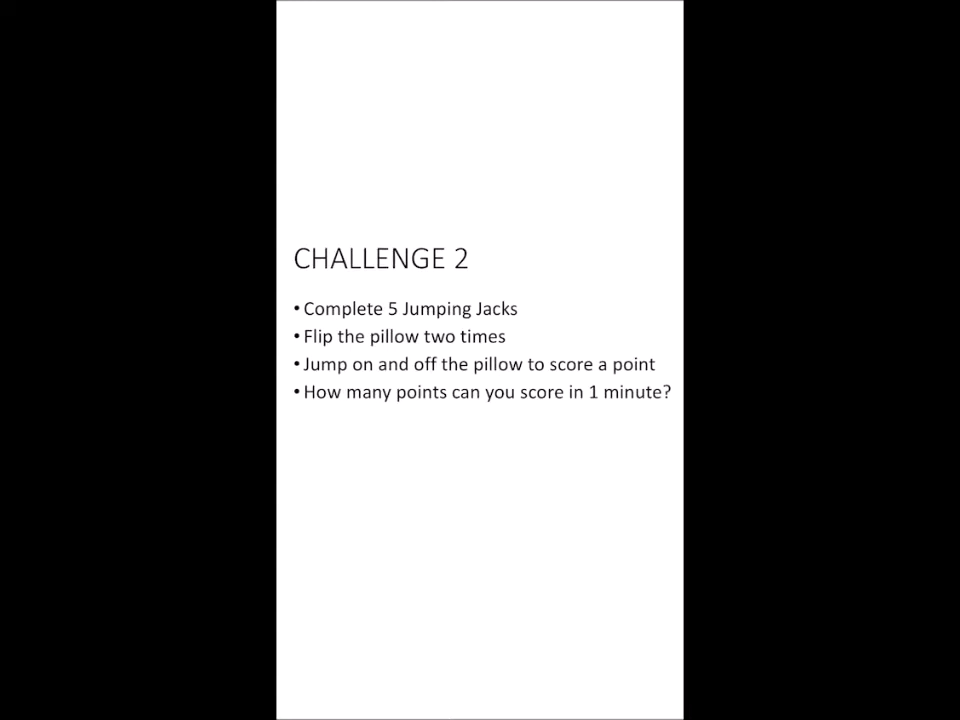 CHALLENGE 2
• Complete 5 Jumping Jacks
• Flip the pillow two times
• Jump on and off the pillow to score a point
• How many points can you score in 1 minute?